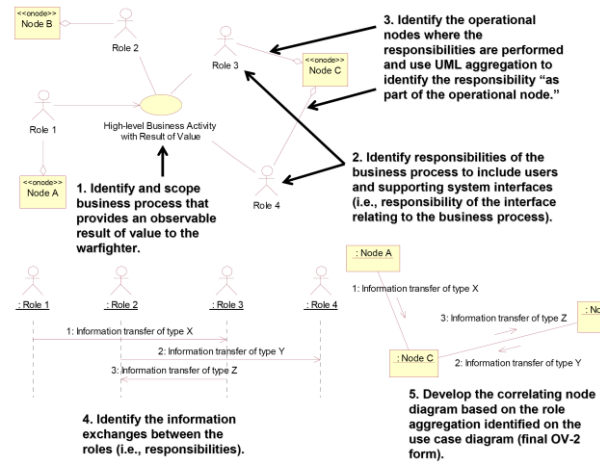 <<onode>>
Node B
Role 2
Role 3
<<onode>>
Node C
3. Identify the operational
nodes where the
responsibilities are performed
and use UML aggregation to
identify the responsibility “as
part of the operational node.”
Role 1
High-level Business Activity
with Result of Value
<<onode>>
Node A
Role 4
1. Identify and scope
business process that
provides an observable
result of value to the
warfighter.
2. Identify responsibilities of the
business process to include users
and supporting system interfaces
(i.e., responsibility of the interface
relating to the business process).
: Role 1
: Role 2
: Role 3
: Role 4
1: Information transfer of type X
2: Information transfer of type Y
3: Information transfer of type Z
4. Identify the information
exchanges between the
roles (i.e., responsibilities).
: Node A
1: Information transfer of type X
3: Information transfer of type Z
: No
Node C
2: Information transfer of type Y
5. Develop the correlating node
diagram based on the role
aggregation identified on the
use case diagram (final OV-2
form).